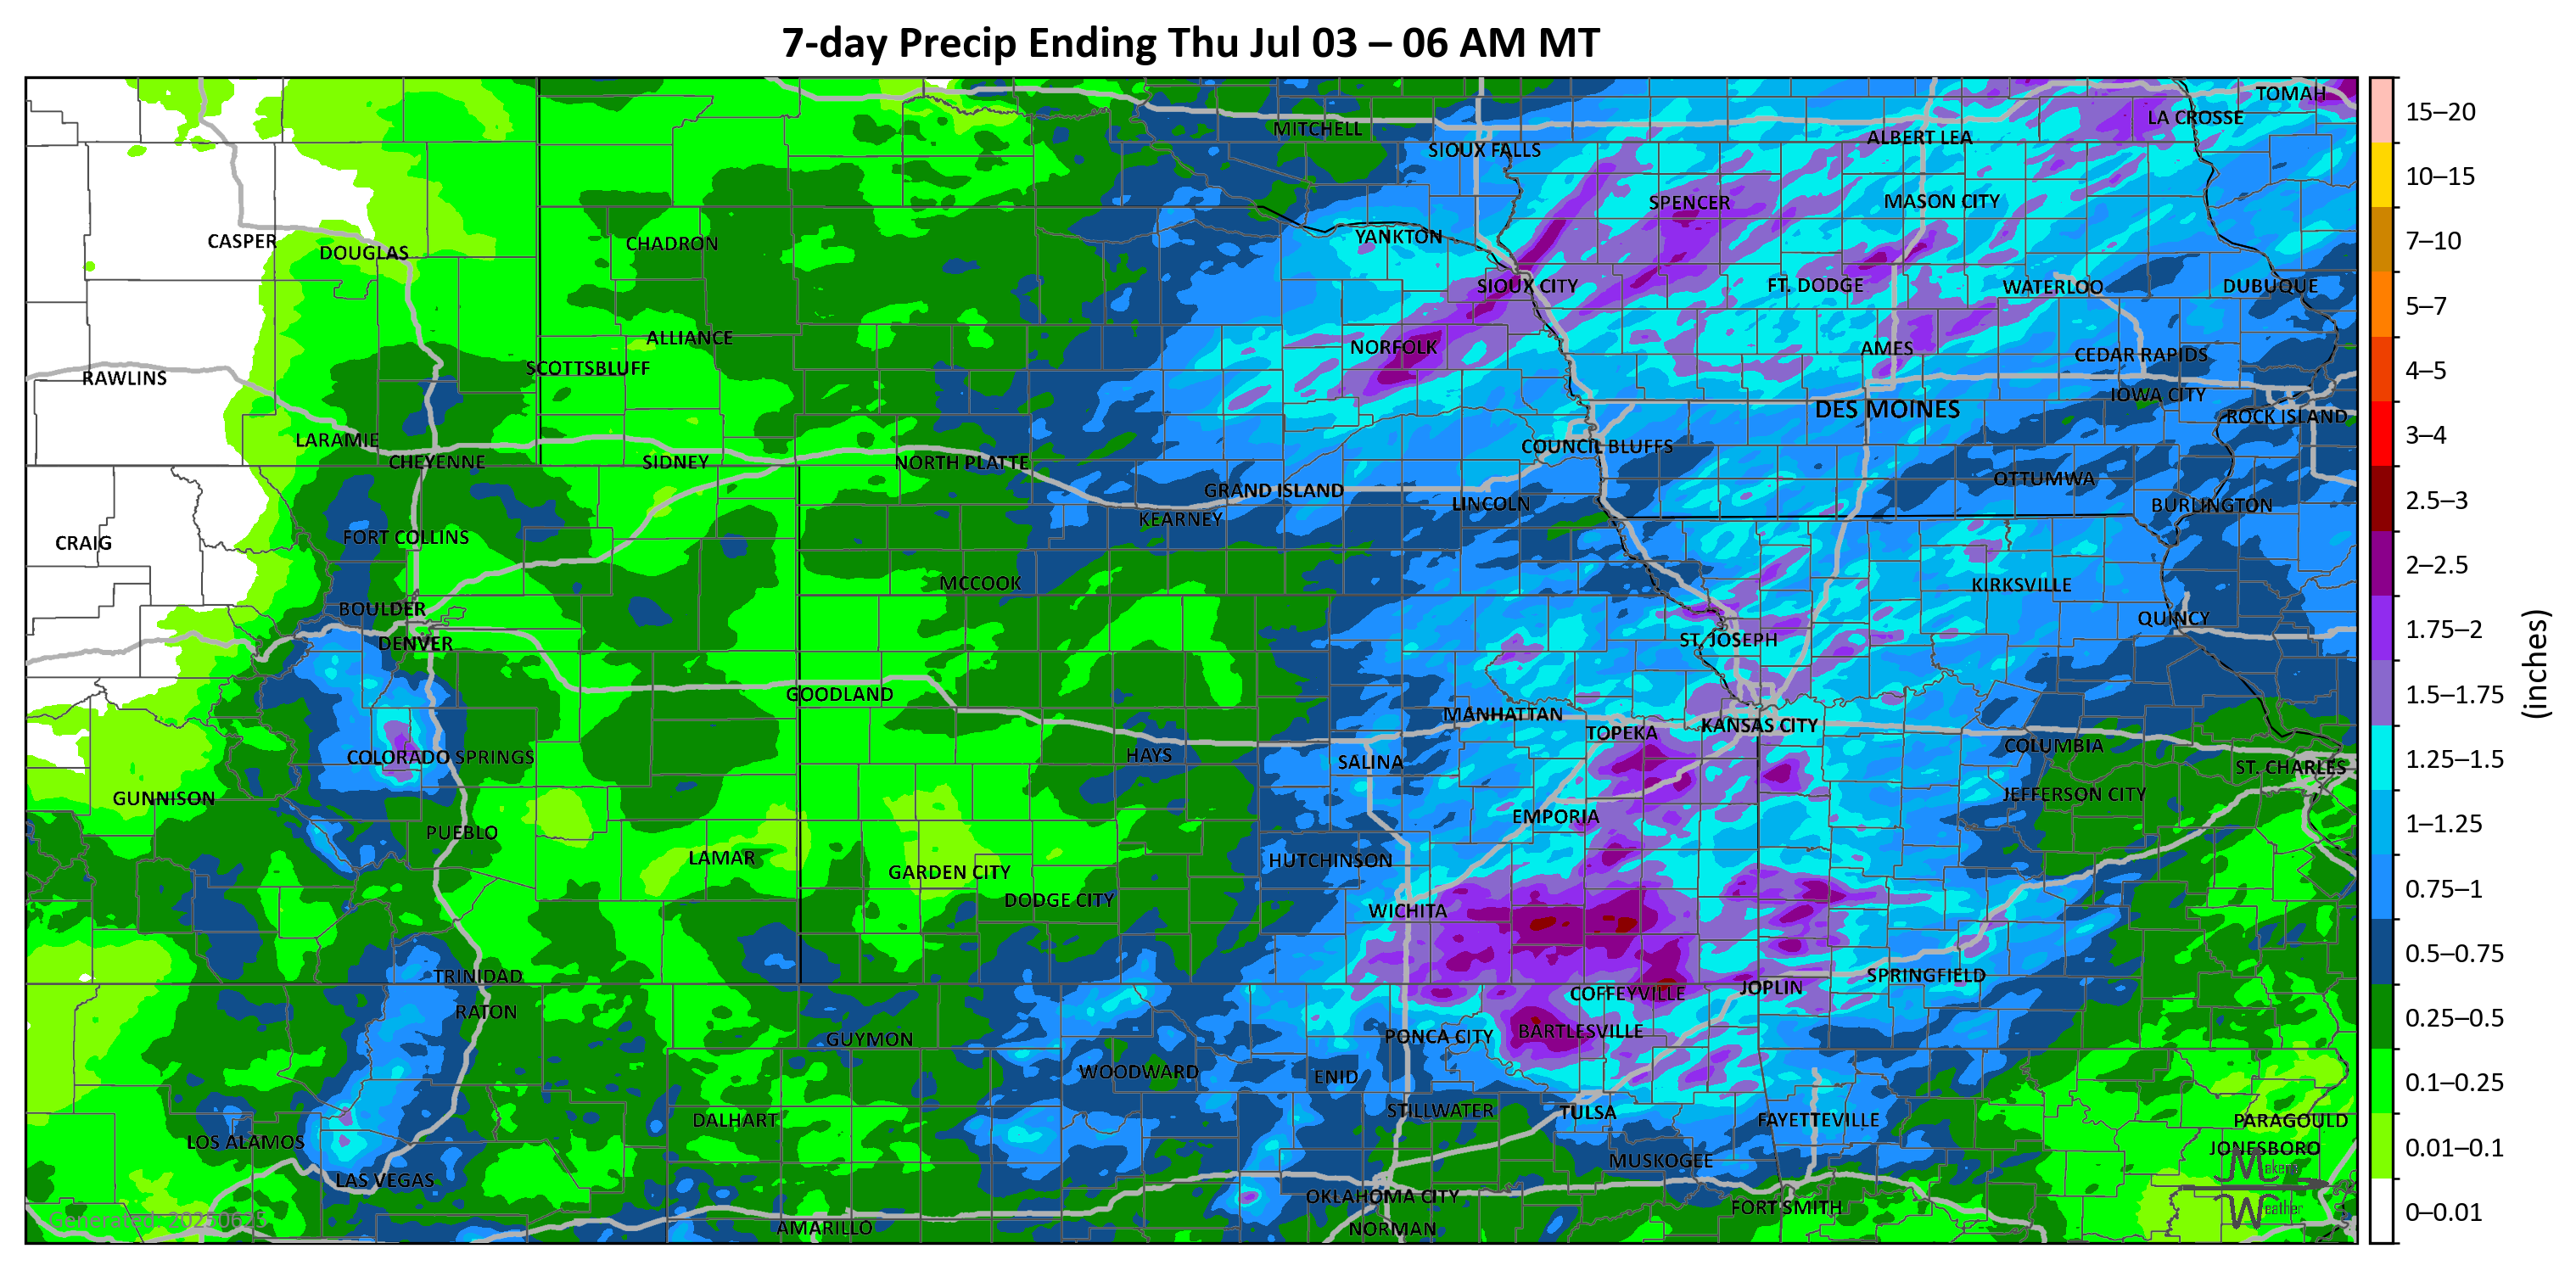 7-day Precip Ending Thu Jul 03 – 06 AM MT
TOMAH
LA CROSSE
MITCHELL
ALBERT LEA
SIOUX FALLS
SPENCER
MASON CITY
CASPER
DOUGLAS
CHADRON
YANKTON
SIOUX CITY
FT. DODGE
WATERLOO
DUBUQUE
ALLIANCE
NORFOLK
AMES
CEDAR RAPIDS
SCOTTSBLUFF
RAWLINS
IOWA CITY
DES MOINES
ROCK ISLAND
LARAMIE
COUNCIL BLUFFS
CHEYENNE
SIDNEY
NORTH PLATTE
OTTUMWA
GRAND ISLAND
LINCOLN
BURLINGTON
KEARNEY
CRAIG
FORT COLLINS
MCCOOK
KIRKSVILLE
BOULDER
QUINCY
DENVER
ST. JOSEPH
GOODLAND
MANHATTAN
TOPEKA
KANSAS CITY
COLUMBIA
COLORADO SPRINGS
HAYS
SALINA
ST. CHARLES
GUNNISON
JEFFERSON CITY
EMPORIA
PUEBLO
LAMAR
HUTCHINSON
GARDEN CITY
DODGE CITY
WICHITA
TRINIDAD
SPRINGFIELD
COFFEYVILLE
JOPLIN
RATON
GUYMON
PONCA CITY
BARTLESVILLE
WOODWARD
ENID
DALHART
STILLWATER
TULSA
FAYETTEVILLE
PARAGOULD
LOS ALAMOS
JONESBORO
MUSKOGEE
LAS VEGAS
OKLAHOMA CITY
FORT SMITH
AMARILLO
NORMAN
Weather
15–20
10–15
7–10
5–7
4–5
3–4
2.5–3
2–2.5
1.75–2
1.5–1.75
1.25–1.5
1–1.25
0.75–1
0.5–0.75
0.25–0.5
0.1–0.25
0.01–0.1
0–0.01
(inches)